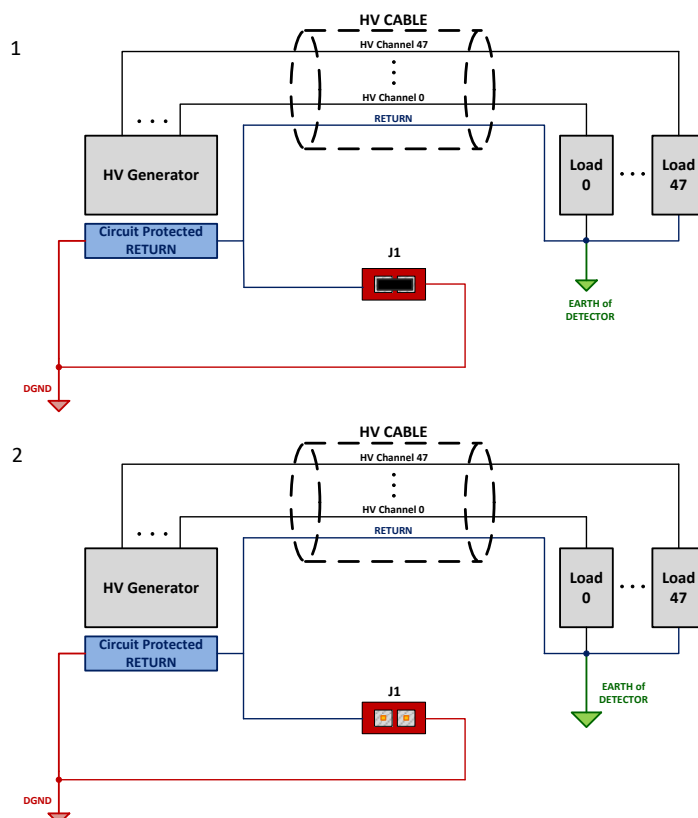 1
HV CABLE
HV Channel 47
HV Channel 0
RETURN
HV Generator
Load
0
Load
47
Circuit Protected
RETURN
J1
EARTH of
DETECTOR
DGND
2
HV CABLE
HV Channel 47
HV Channel 0
RETURN
HV Generator
Load
0
Load
47
Circuit Protected
RETURN
J1
EARTH of
DETECTOR
DGND